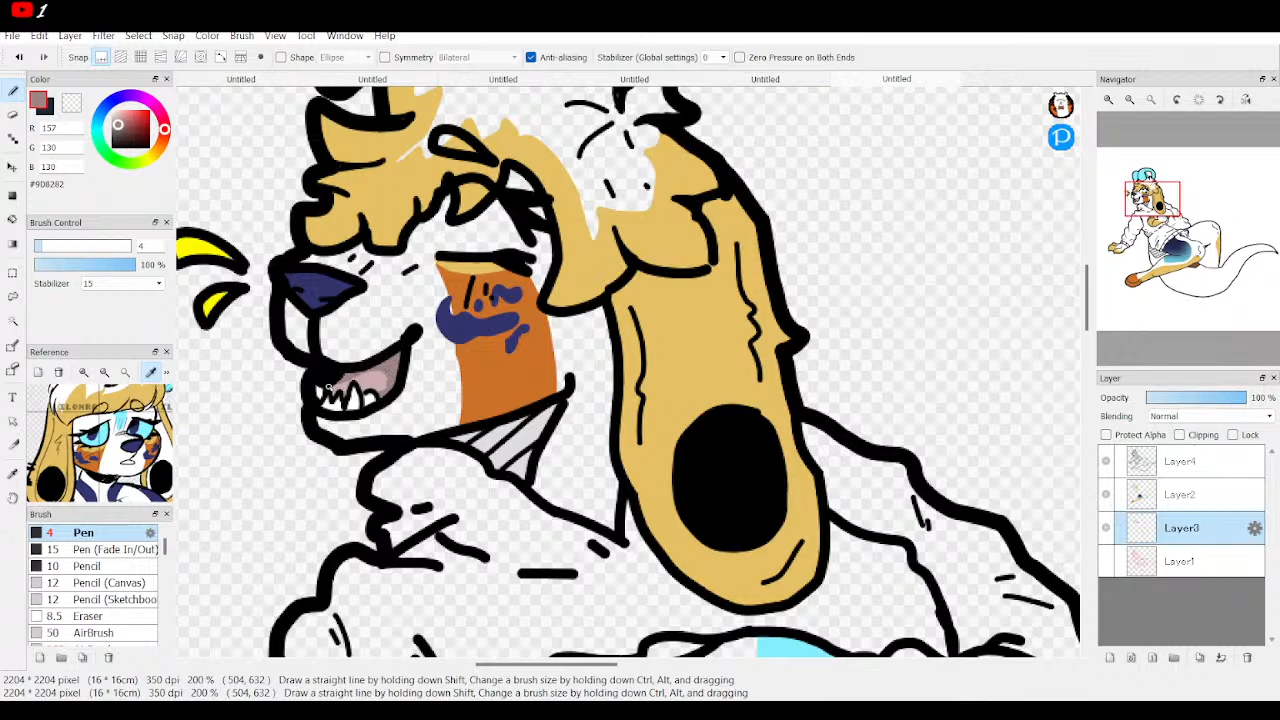 1
File Edit Layer Filter Select Snap Color Brush View Tool Window Help
Snap Shape Ellipse Symmetry Bilateral Anti-aliasing Stabilizer (Global settings) 0 Zero Pressure on Both Ends
Color
Untitled Untitled Untitled Untitled Untitled Untitled
Navigator
R 157
G 130
B 130
#9D8282
Brush Control
4
100 %
Stabilizer 15
Reference
Brush
4 Pen
15 Pen (Fade In/Out)
10 Pencil
12 Pencil (Canvas)
12 Pencil (Sketchboo
8.5 Eraser
50 AirBrush
Layer
Opacity 100 %
Blending Normal
Protect Alpha Clipping Lock
Layer4
Layer2
Layer3
Layer1
2204 * 2204 pixel (16 * 16cm) 350 dpi 200 % ( 504, 632 ) Draw a straight line by holding down Shift, Change a brush size by holding down Ctrl, Alt, and dragging
2204 * 2204 pixel (16 * 16cm) 350 dpi 200 % ( 504, 632 ) Draw a straight line by holding down Shift, Change a brush size by holding down Ctrl, Alt, and dragging